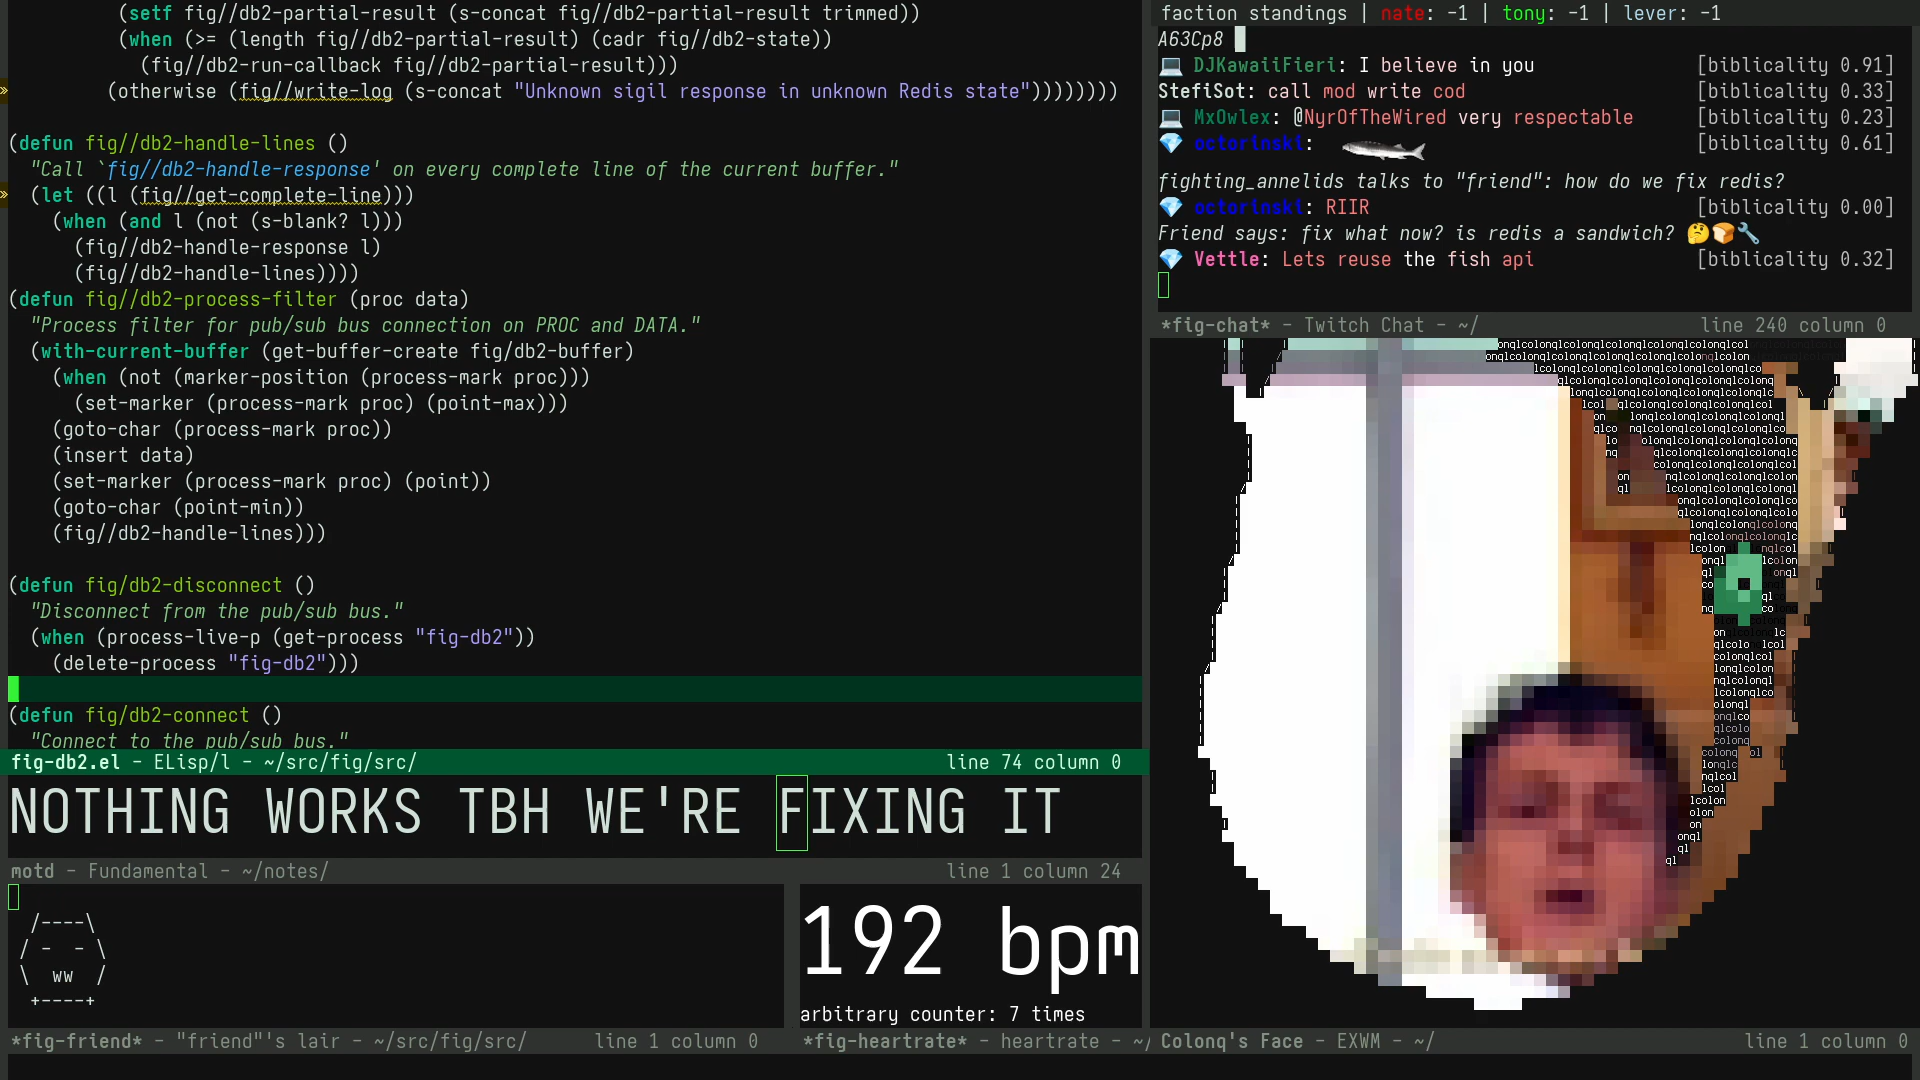 (setf fig//db2-partial-result (s-concat fig//db2-partial-result trimmed))
(when (>= (length fig//db2-partial-result) (cadr fig//db2-state))
(fig//db2-run-callback fig//db2-partial-result)))
(otherwise (fig//write-log (s-concat "Unknown sigil response in unknown Redis state"))))))))
(defun fig//db2-handle-lines ()
"Call `fig//db2-handle-response' on every complete line of the current buffer."
(let ((l (fig//get-complete-line)))
(when (and l (not (s-blank? l)))
(fig//db2-handle-response l)
(fig//db2-handle-lines))))
(defun fig//db2-process-filter (proc data)
"Process filter for pub/sub bus connection on PROC and DATA."
(with-current-buffer (get-buffer-create fig/db2-buffer)
(when (not (marker-position (process-mark proc)))
(set-marker (process-mark proc) (point-max)))
(goto-char (process-mark proc))
(insert data)
(set-marker (process-mark proc) (point))
(goto-char (point-min))
(fig//db2-handle-lines)))
(defun fig/db2-disconnect ()
"Disconnect from the pub/sub bus."
(when (process-live-p (get-process "fig-db2"))
(delete-process "fig-db2")))
(defun fig/db2-connect ()
"Connect to the pub/sub bus."
fig-db2.el - ELisp/l - ~/src/fig/src/ line 74 column 0
NOTHING WORKS TBH WE'RE FIXING IT
motd - Fundamental - ~/notes/ line 1 column 24
/----\
/ - - \
\ ww /
+----+
*fig-friend* - "friend"'s lair - ~/src/fig/src/ line 1 column 0
192 bpm
arbitrary counter: 7 times
*fig-heartrate* - heartrate - ~/
faction standings | nate: -1 | tony: -1 | lever: -1
A63Cp8
💻 DJKawaiiFieri: I believe in you [biblicality 0.91]
StefiSot: call mod write cod [biblicality 0.33]
💻 MxOwlex: @NyrOfTheWired very respectable [biblicality 0.23]
💎 octorinski: [biblicality 0.61]
fighting_annelids talks to "friend": how do we fix redis?
💎 octorinski: RIIR [biblicality 0.00]
Friend says: fix what now? is redis a sandwich? 🤔🍞🔧
💎 Vettle: Lets reuse the fish api [biblicality 0.32]
*fig-chat* - Twitch Chat - ~/ line 240 column 0
Colonq's Face - EXWM - ~/ line 1 column 0